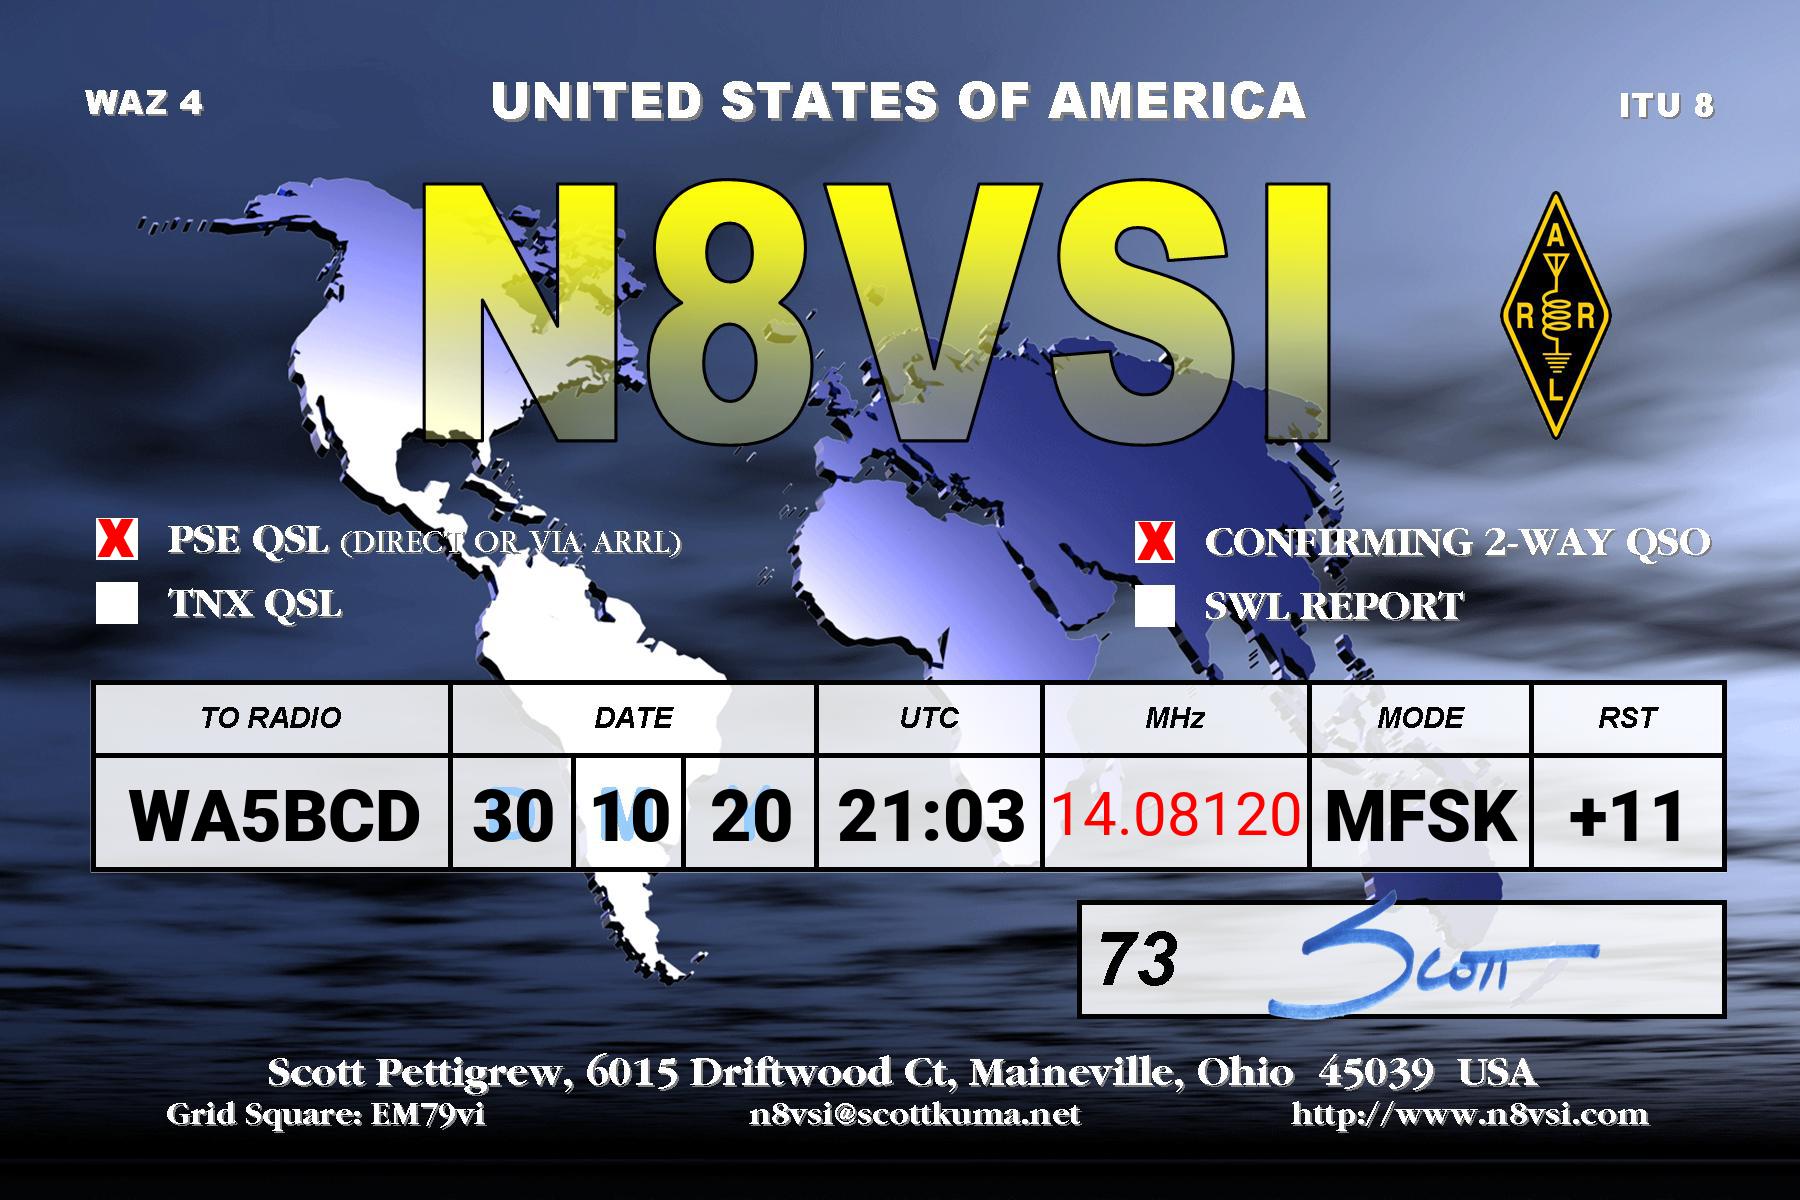 WAZ 4 UNITED STATES OF AMERICA ITU 8
N8VSI
A
R R
L
X PSE QSL (DIRECT OR VIA ARRL) X CONFIRMING 2-WAY QSO
TNX QSL SWL REPORT
TO RADIO DATE UTC MHz MODE RST
D M Y
WA5BCD 30 10 20 21:03 14.08120 MFSK +11
73 Scott
Scott Pettigrew, 6015 Driftwood Ct, Maineville, Ohio 45039 USA
Grid Square: EM79vi n8vsi@scottkuma.net http://www.n8vsi.com